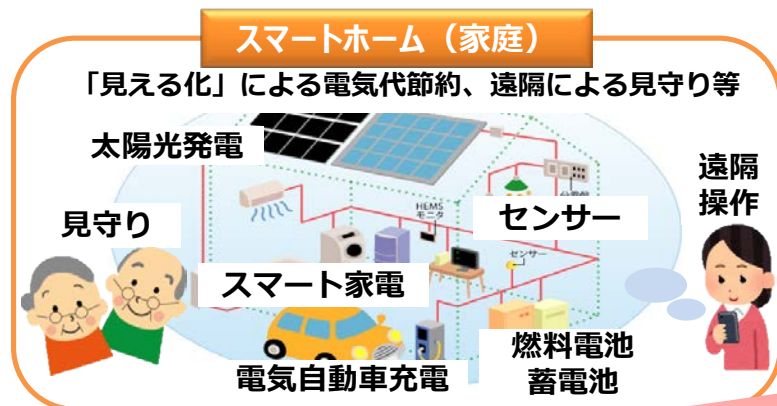 スマートホーム（家庭）
「見える化」による電気代節約、遠隔による見守り等
太陽光発電
遠隔
操作
HEMS
モニタ
センサー
見守り
センサー
スマート家電
燃料電池
蓄電池
電気自動車充電